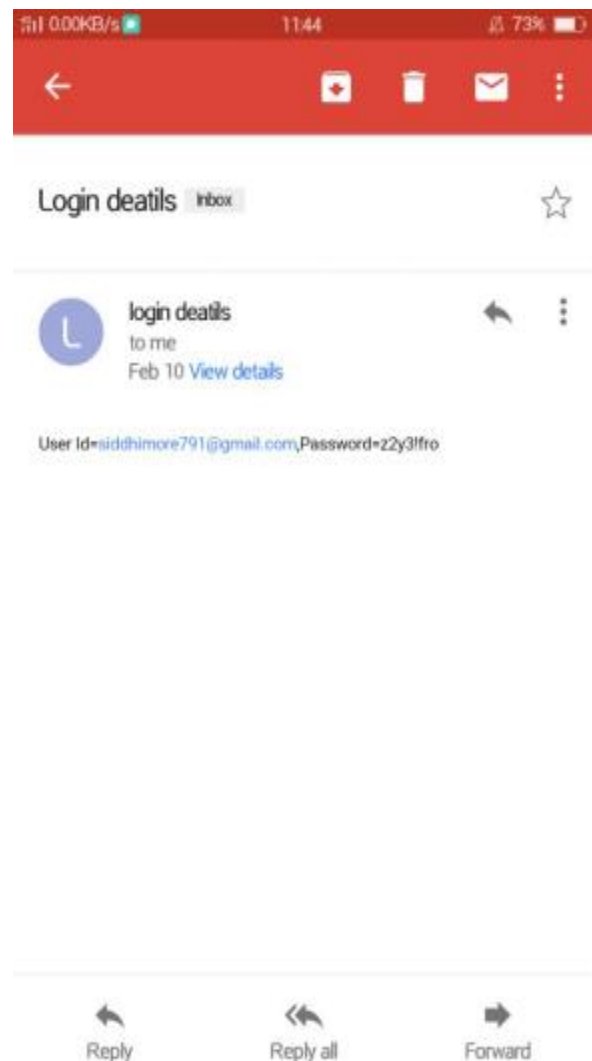 0.00KB/s 11:44 73%
Login deatils Inbox
L
login deatils
to me
Feb 10 View details
User Id=siddhimore791@gmail.com,Password=z2y3!fro
Reply Reply all Forward